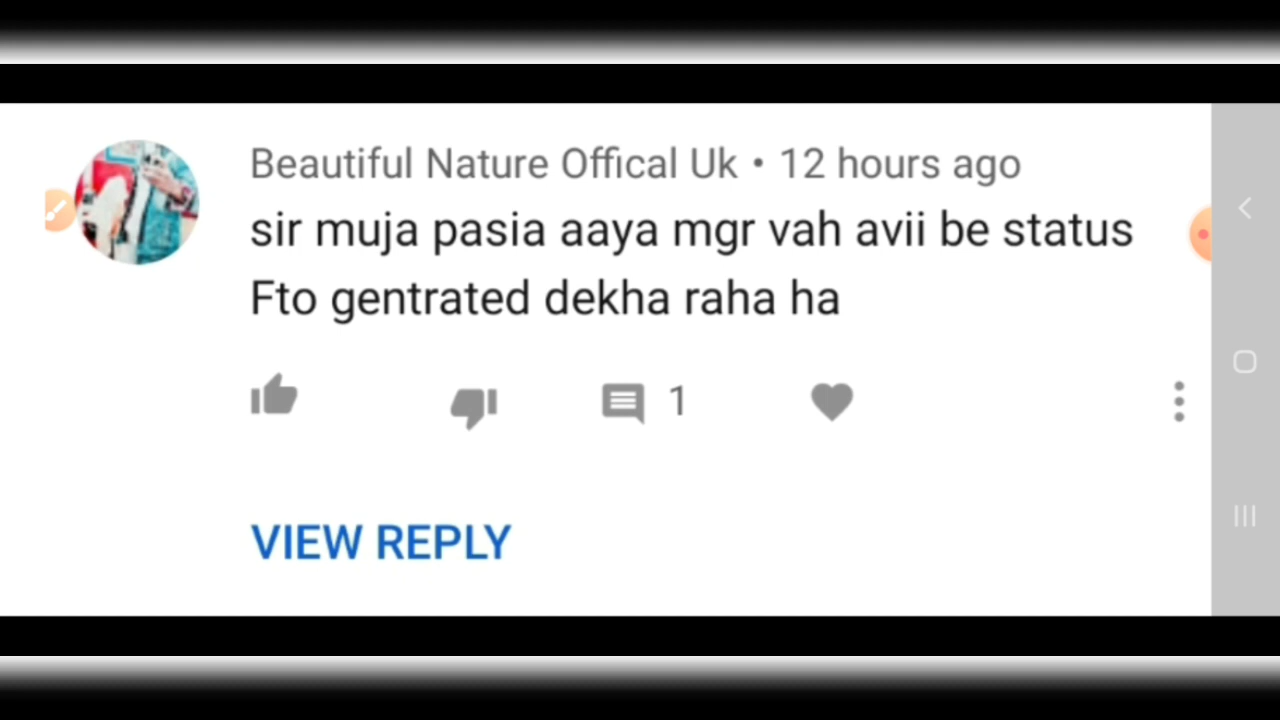 Beautiful Nature Offical Uk • 12 hours ago
sir muja pasia aaya mgr vah avii be status
Fto gentrated dekha raha ha
1
VIEW REPLY